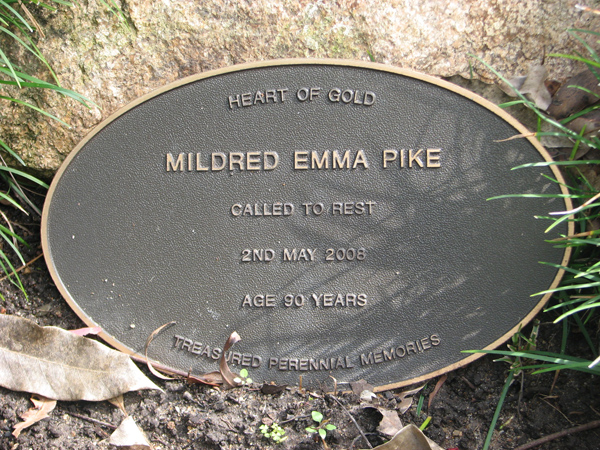 HEART OF GOLD
MILDRED EMMA PIKE
CALLED TO REST
2ND MAY 2008
AGE 90 YEARS
TREASURED PERENNIAL MEMORIES